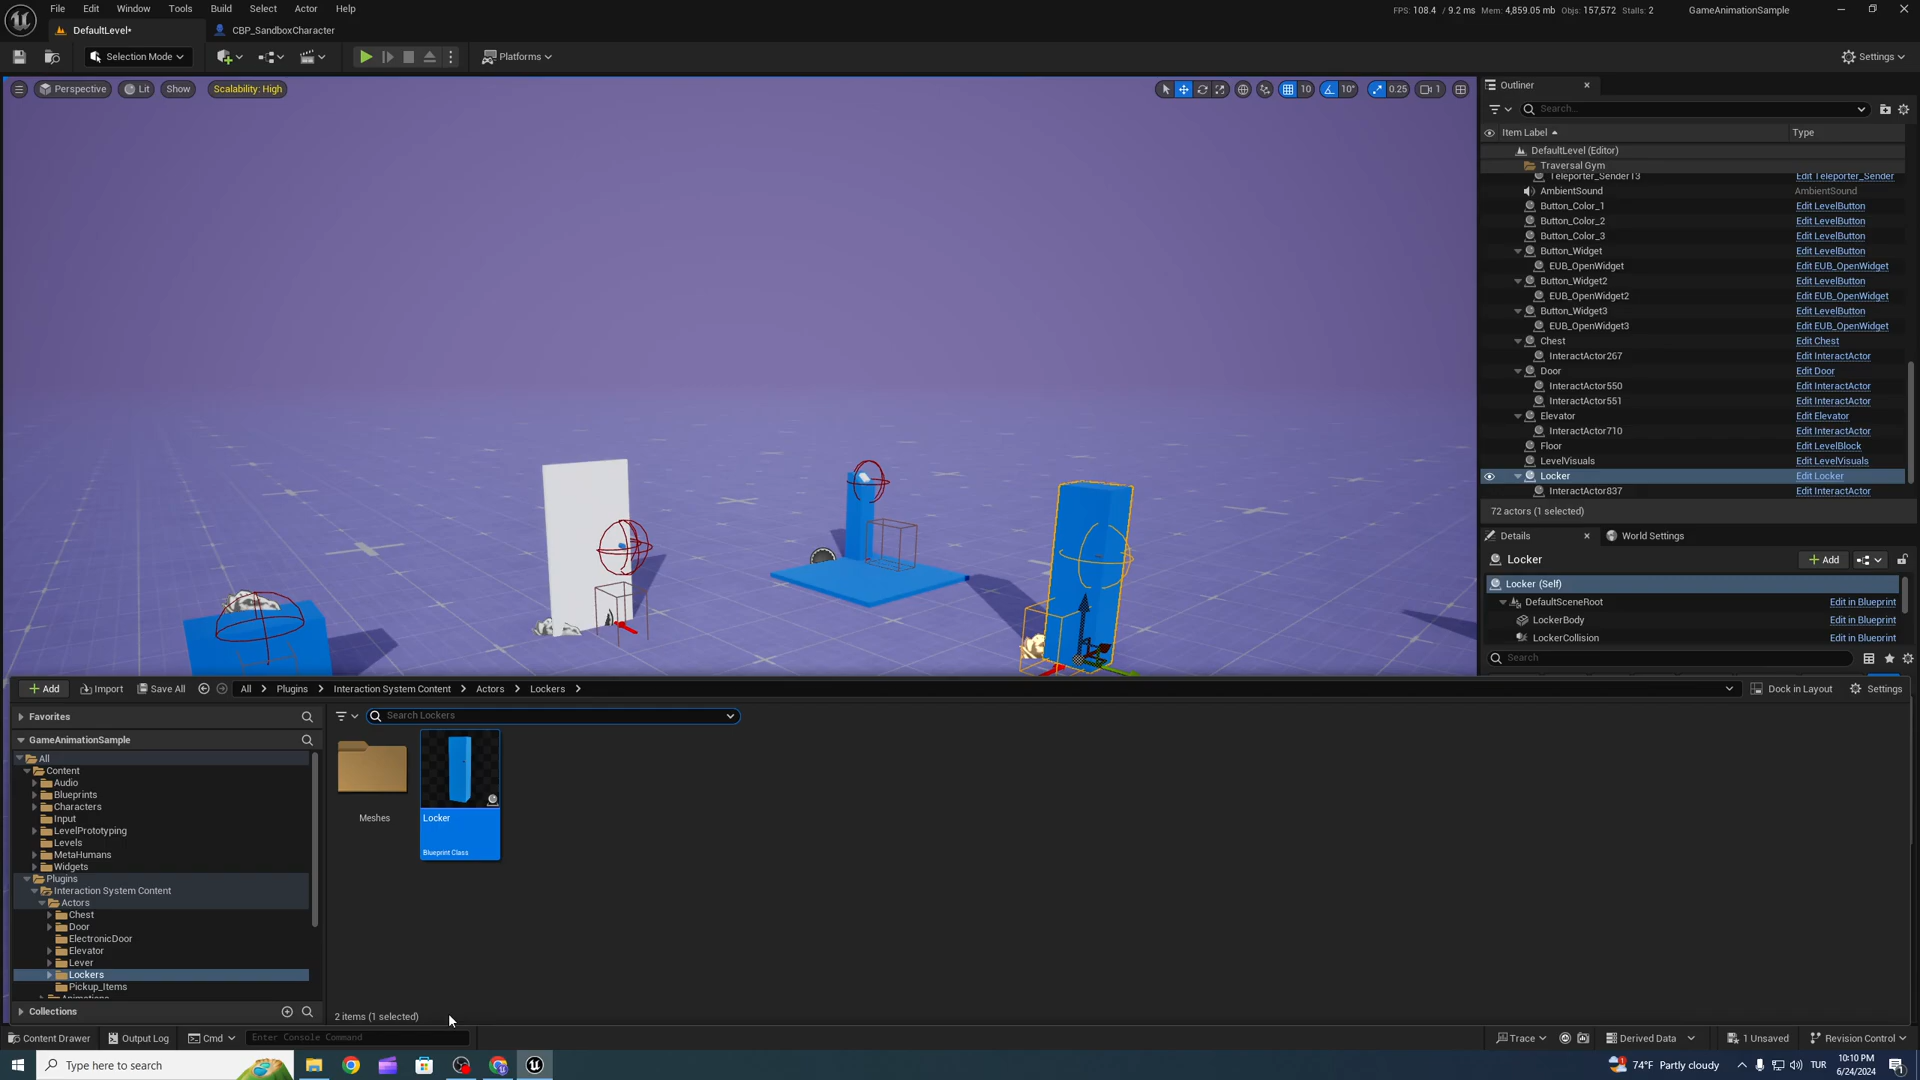 File Edit Window Tools Build Select Actor Help
FPS: 108.4 / 9.2 ms Mem: 4,859.05 mb Objs: 157,572 Stalls: 2 GameAnimationSample
DefaultLevel• CBP_SandboxCharacter
Selection Mode Platforms Settings
Perspective Lit Show Scalability: High 10 10° 0.25 1
Outliner
Search...
Item Label Type
DefaultLevel (Editor)
Traversal Gym
Teleporter_Sender13 Edit Teleporter_Sender
AmbientSound AmbientSound
Button_Color_1 Edit LevelButton
Button_Color_2 Edit LevelButton
Button_Color_3 Edit LevelButton
Button_Widget Edit LevelButton
EUB_OpenWidget Edit EUB_OpenWidget
Button_Widget2 Edit LevelButton
EUB_OpenWidget2 Edit EUB_OpenWidget
Button_Widget3 Edit LevelButton
EUB_OpenWidget3 Edit EUB_OpenWidget
Chest Edit Chest
InteractActor267 Edit InteractActor
Door Edit Door
InteractActor550 Edit InteractActor
InteractActor551 Edit InteractActor
Elevator Edit Elevator
InteractActor710 Edit InteractActor
Floor Edit LevelBlock
LevelVisuals Edit LevelVisuals
Locker Edit Locker
InteractActor837 Edit InteractActor
72 actors (1 selected)
Details World Settings
Locker Add
Locker (Self)
DefaultSceneRoot Edit in Blueprint
LockerBody Edit in Blueprint
LockerCollision Edit in Blueprint
Search
Add Import Save All All Plugins Interaction System Content Actors Lockers Dock in Layout Settings
Favorites
GameAnimationSample
All
Content
Audio
Blueprints
Characters
Input
LevelPrototyping
Levels
MetaHumans
Widgets
Plugins
Interaction System Content
Actors
Chest
Door
ElectronicDoor
Elevator
Lever
Lockers
Pickup_Items
Animations
Collections
Search Lockers
Meshes
Locker
Blueprint Class
2 items (1 selected)
Content Drawer Output Log Cmd Enter Console Command Trace Derived Data 1 Unsaved Revision Control
Type here to search
74°F Partly cloudy TUR 10:10 PM
6/24/2024